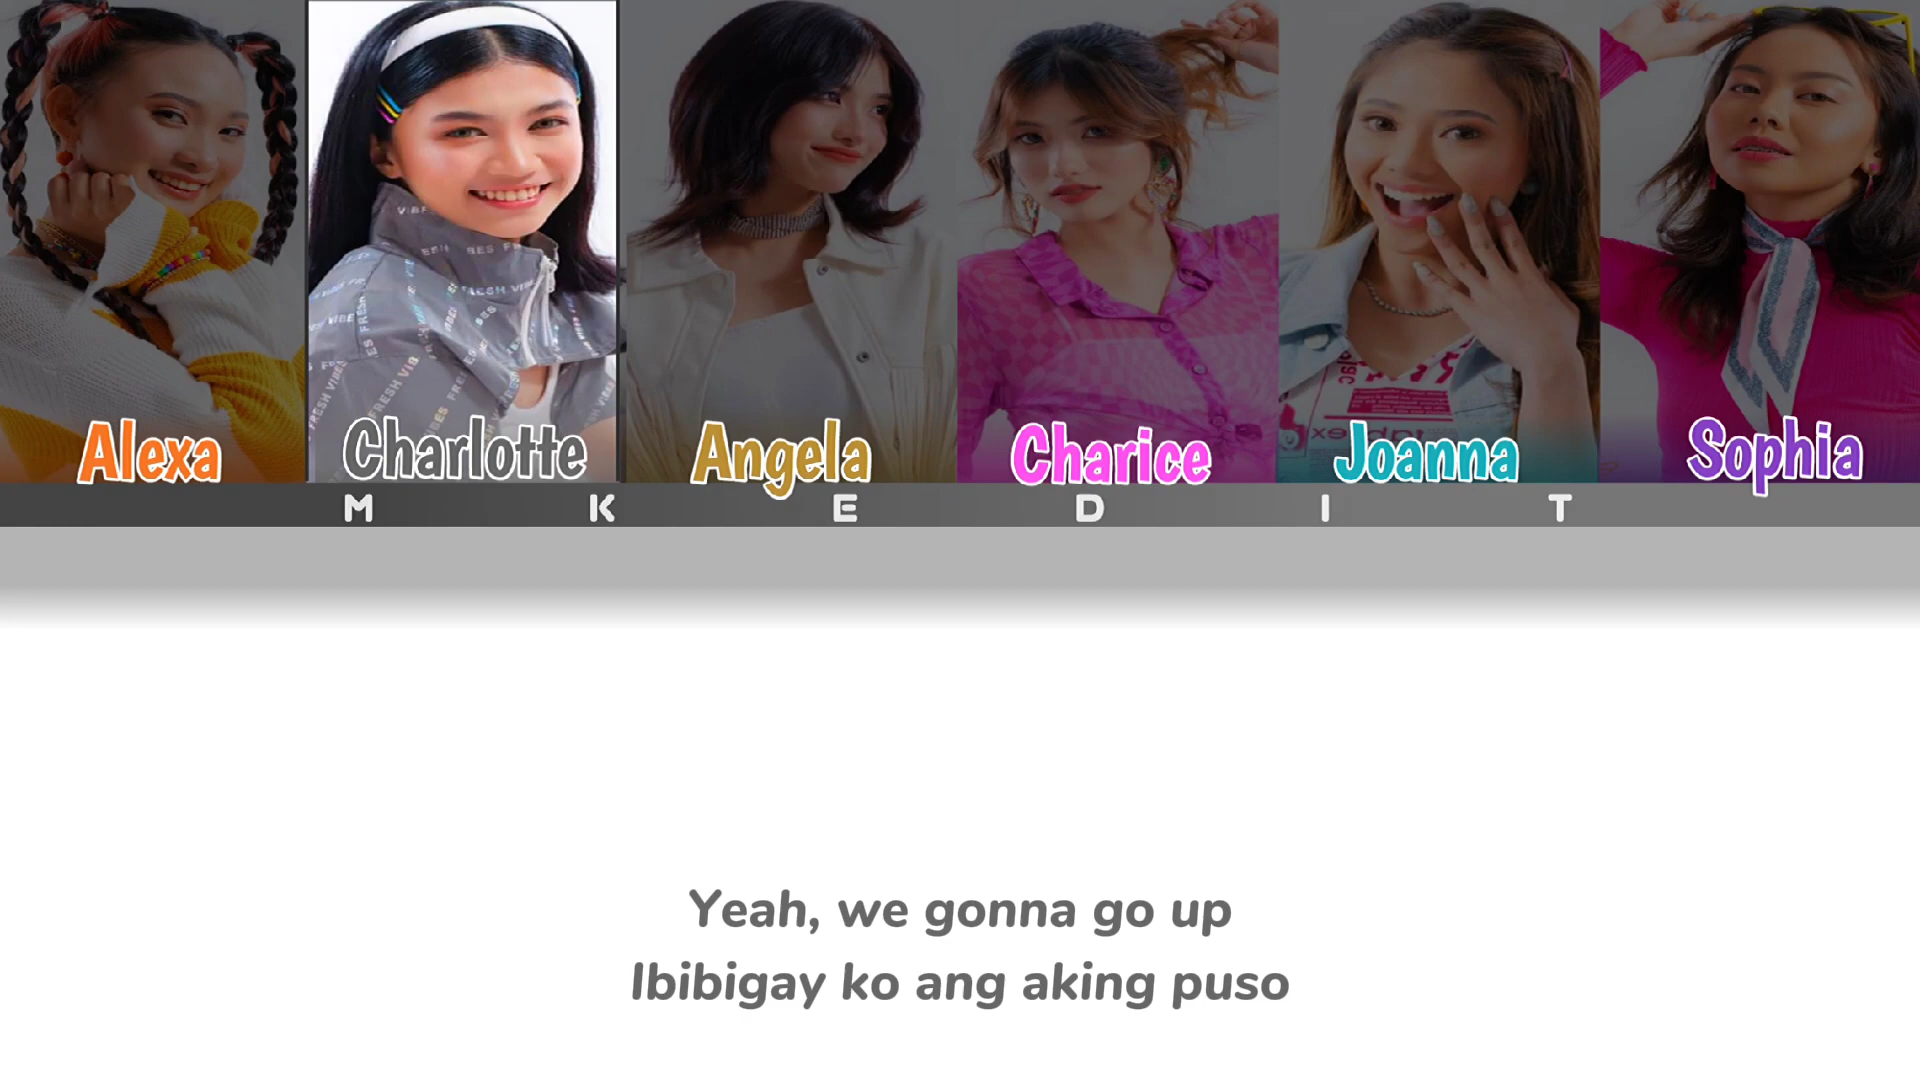 Alexa
Charlotte
Angela
Charice
Joanna
Sophia
M K E D I T
Yeah, we gonna go up
Ibibigay ko ang aking puso